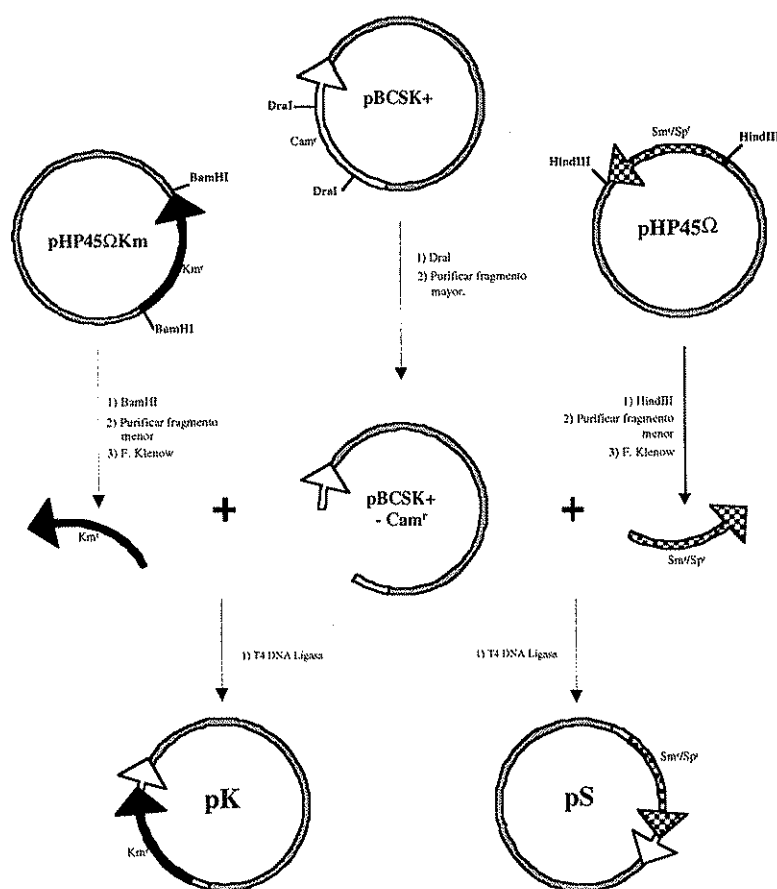 pBCSK+
DraI
Cam^r
DraI
BamHI
pHP45ΩKm
Km^r
BamHI
Sm^r/Sp^r
HindIII
HindIII
pHP45Ω
1) DraI
2) Purificar fragmento
mayor.
1) BamHI
2) Purificar fragmento
menor
3) F. Klenow
1) HindIII
2) Purificar fragmento
menor
3) F. Klenow
Km^r
+
pBCSK+
- Cam^r
+
Sm^r/Sp^r
1) T4 DNA Ligasa
1) T4 DNA Ligasa
pK
Km^r
pS
Sm^r/Sp^r